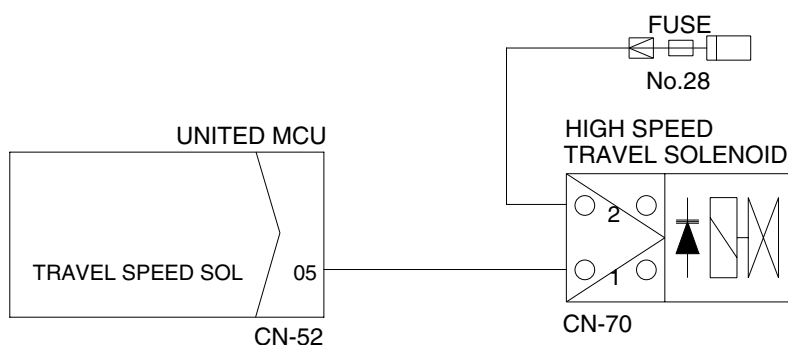 FUSE
No.28
UNITED MCU
HIGH SPEED
TRAVEL SOLENOID
2
TRAVEL SPEED SOL 05
1
CN-52
CN-70